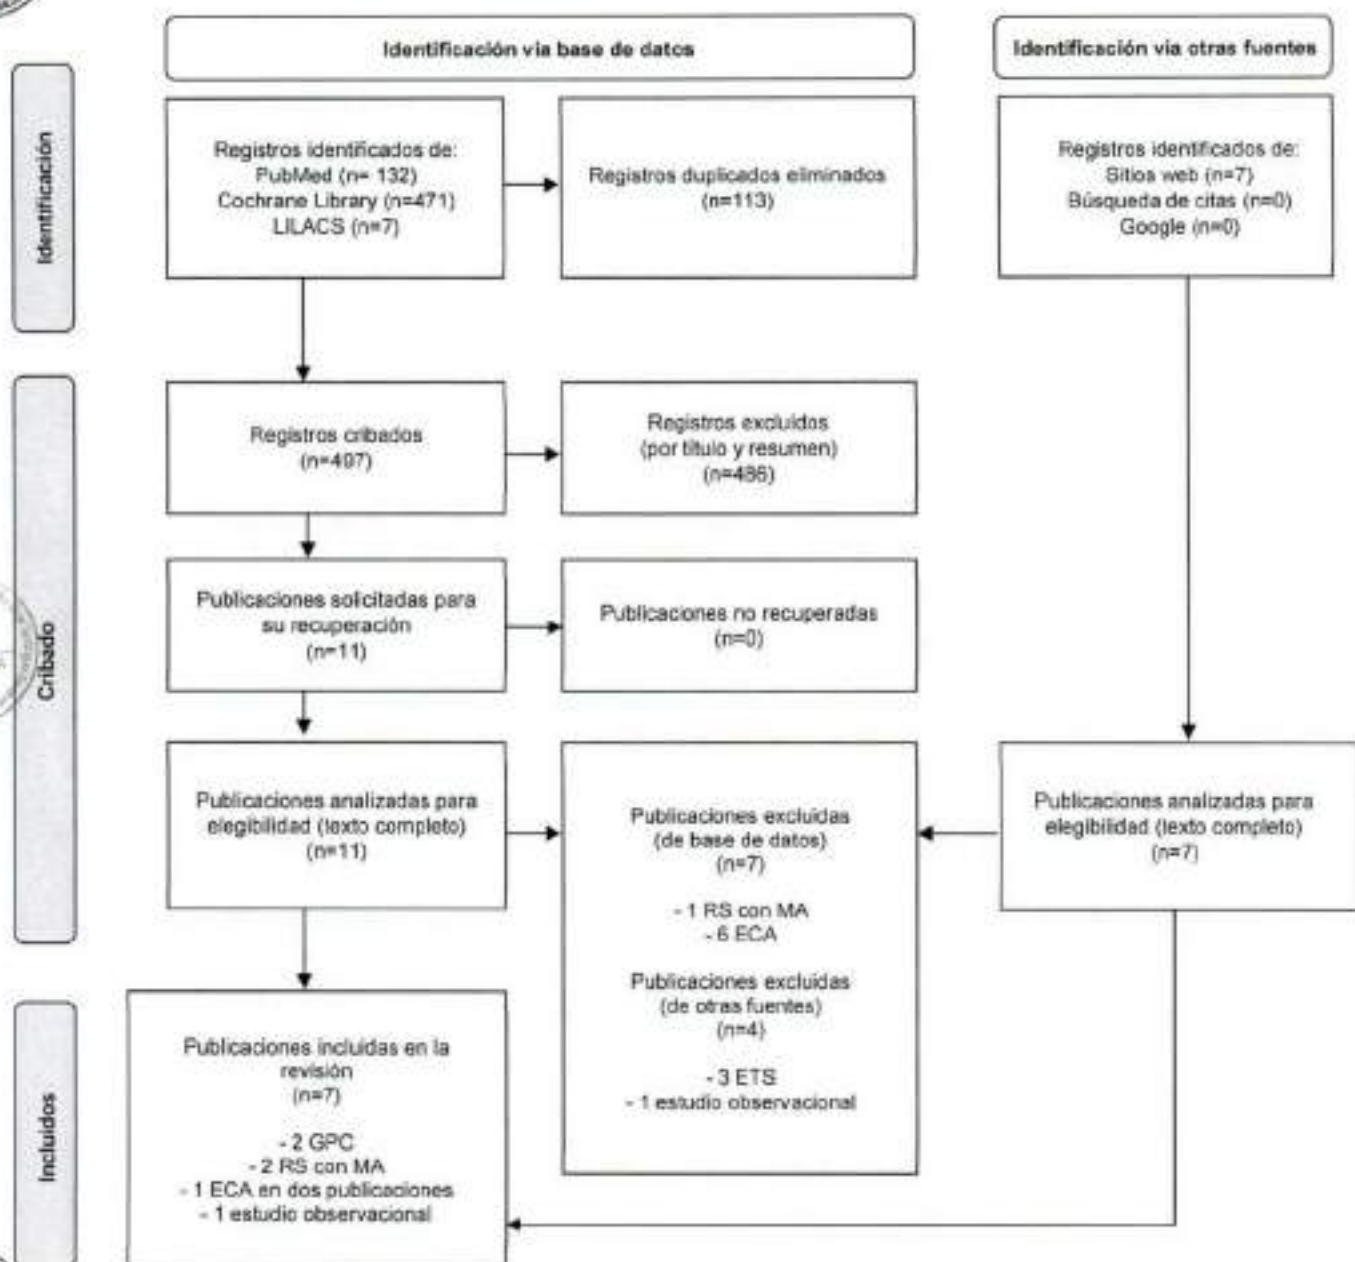 Identificación via base de datos
Identificación via otras fuentes
Identificación
Registros identificados de:
PubMed (n= 132)
Cochrane Library (n=471)
LILACS (n=7)
Registros duplicados eliminados
(n=113)
Registros identificados de:
Sitios web (n=7)
Búsqueda de citas (n=0)
Google (n=0)
Cribado
Registros cribados
(n=497)
Registros excluidos
(por título y resumen)
(n=486)
Publicaciones solicitadas para
su recuperación
(n=11)
Publicaciones no recuperadas
(n=0)
Publicaciones analizadas para
elegibilidad (texto completo)
(n=11)
Publicaciones excluidas
(de base de datos)
(n=7)
- 1 RS con MA
- 6 ECA
Publicaciones excluidas
(de otras fuentes)
(n=4)
- 3 ETS
- 1 estudio observacional
Publicaciones analizadas para
elegibilidad (texto completo)
(n=7)
Incluidos
Publicaciones incluidas en la
revisión
(n=7)
- 2 GPC
- 2 RS con MA
- 1 ECA en dos publicaciones
- 1 estudio observacional